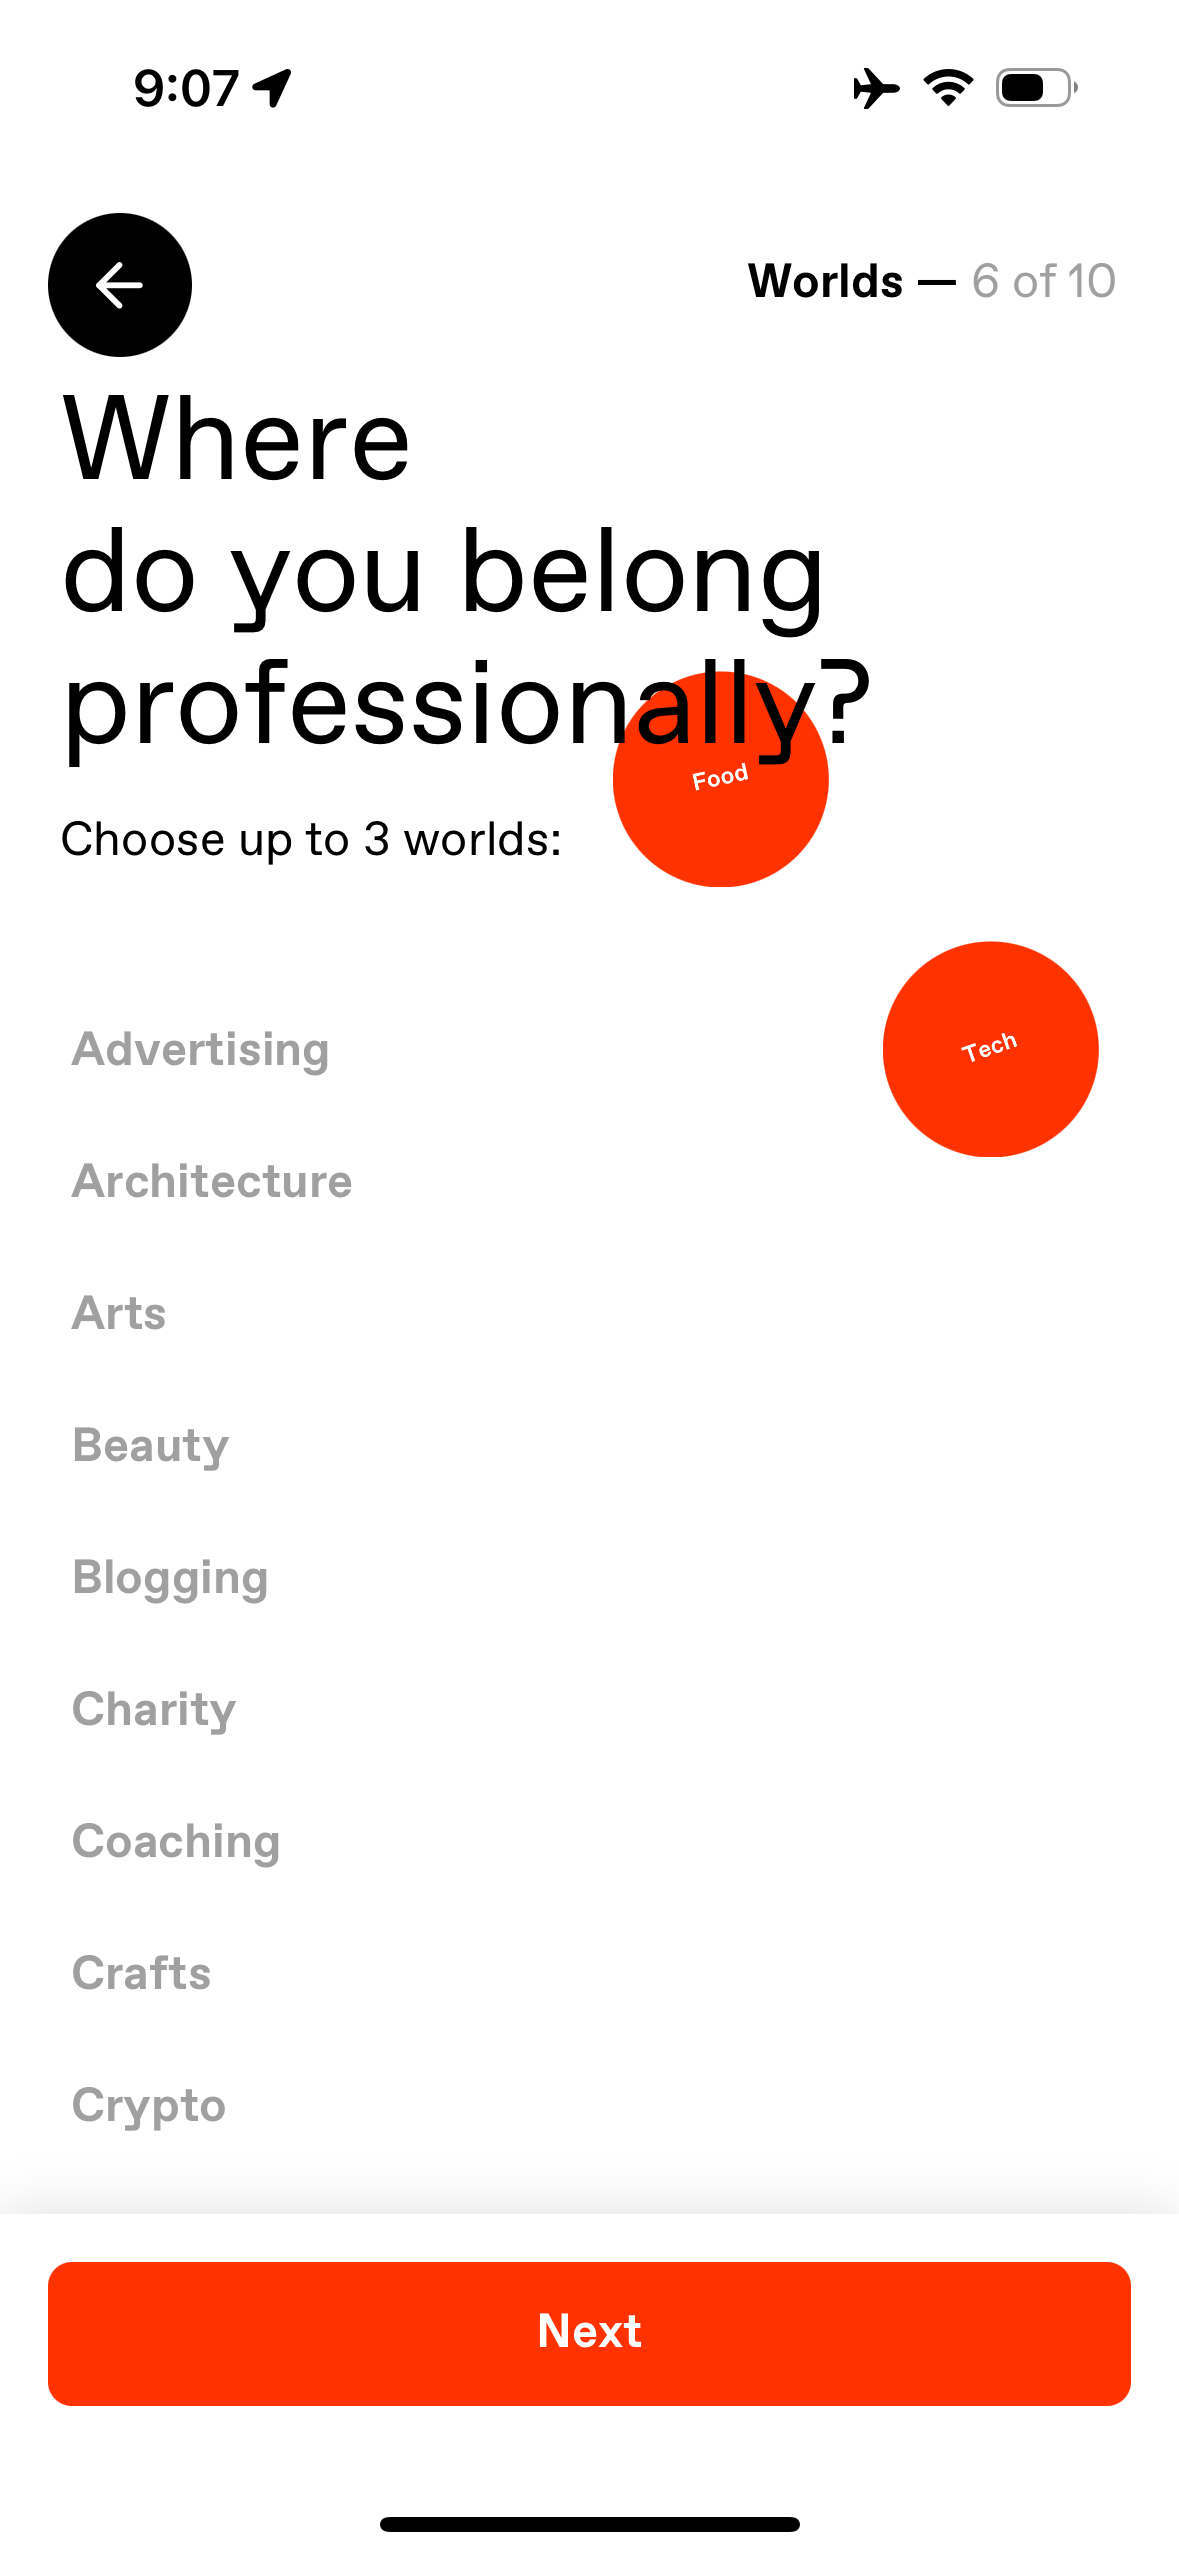 9:07
Worlds — 6 of 10
Where
do you belong
professionally?
Food
Choose up to 3 worlds:
Tech
Advertising
Architecture
Arts
Beauty
Blogging
Charity
Coaching
Crafts
Crypto
Next